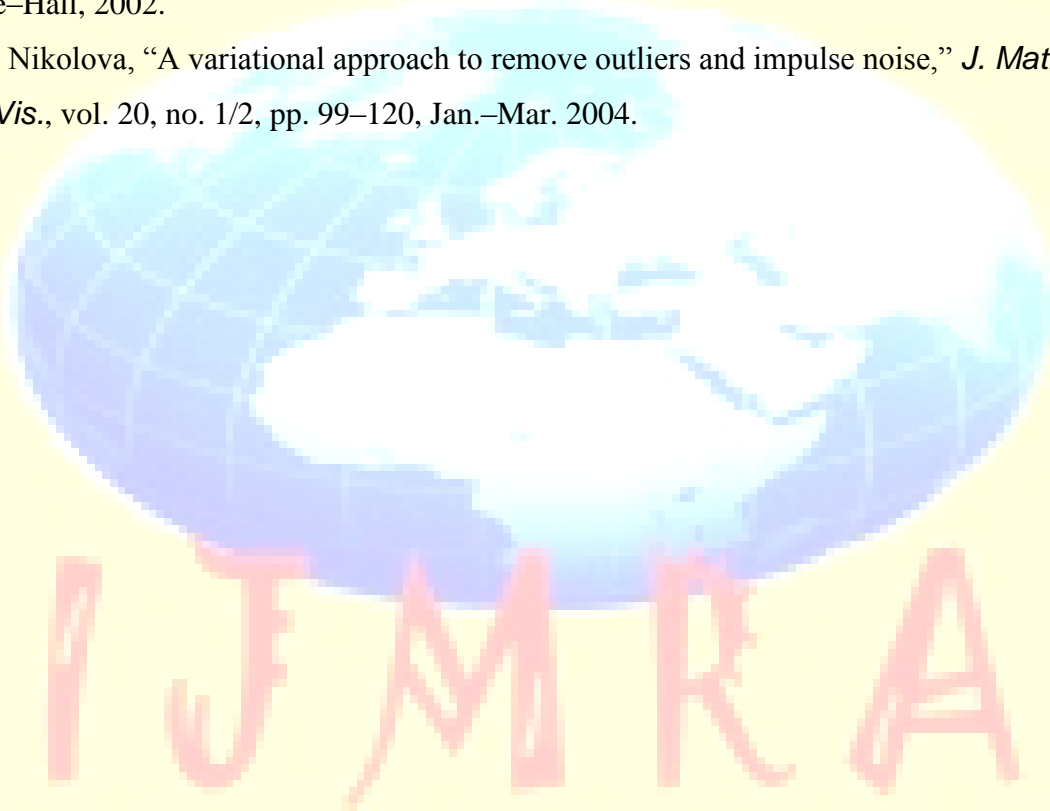 e–Hall, 2002.
Nikolova, “A variational approach to remove outliers and impulse noise,” J. Mat
Vis., vol. 20, no. 1/2, pp. 99–120, Jan.–Mar. 2004.
IJMRA